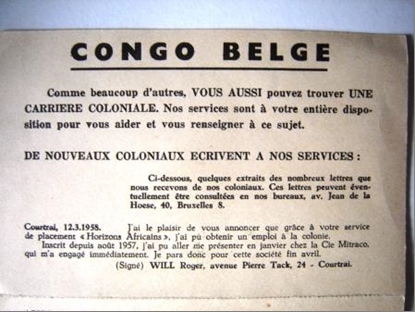 CONGO BELGE
Comme beaucoup d'autres, VOUS AUSSI pouvez trouver UNE
CARRIERE COLONIALE. Nos services sont à votre entière dispo-
sition pour vous aider et vous renseigner à ce sujet.
DE NOUVEAUX COLONIAUX ECRIVENT A NOS SERVICES :
Ci-dessous, quelques extraits des nombreux lettres que
nous recevons de nos coloniaux. Ces lettres peuvent éven-
tuellement être consultées en nos bureaux, av. Jean de la
Hoese, 40, Bruxelles 8.
Courtrai, 12.3.1958. J'ai le plaisir de vous annoncer que grâce à votre service
de placement « Horizons Africains », j'ai pû obtenir un emploi à la colonie.
Inscrit depuis août 1957, j'ai pu aller me présenter en janvier chez la Cie Mitraco,
qui m'a engagé immédiatement. Je pars donc pour cette société fin avril.
(Signé) WILL Roger, avenue Pierre Tack, 24 - Courtrai.